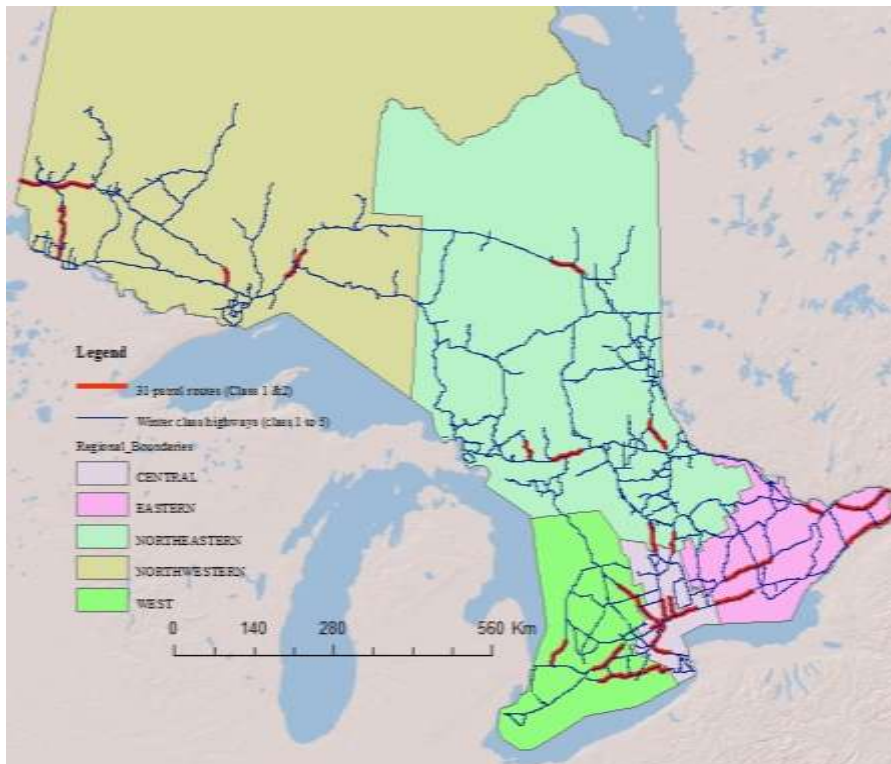 Legend
31 patrol routes (Class 1 &2)
Winter class highways (class 1 to 5)
Regional_Boundaries
CENTRAL
EASTERN
NORTHEASTERN
NORTHWESTERN
WEST
0 140 280 560 Km